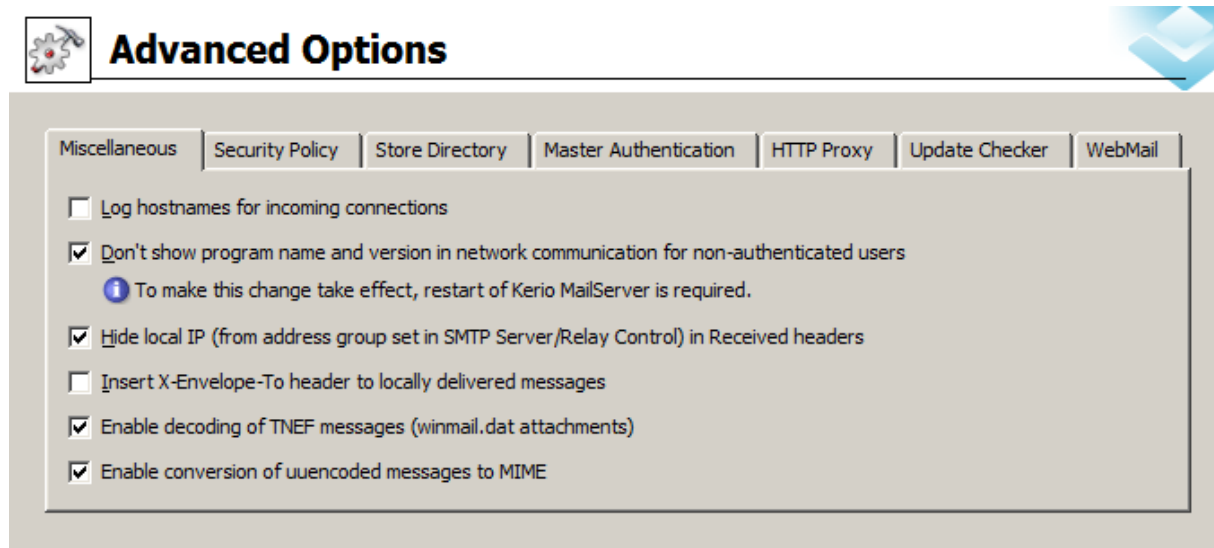 Advanced Options
Miscellaneous Security Policy Store Directory Master Authentication HTTP Proxy Update Checker WebMail
Log hostnames for incoming connections
Don't show program name and version in network communication for non-authenticated users
To make this change take effect, restart of Kerio MailServer is required.
Hide local IP (from address group set in SMTP Server/Relay Control) in Received headers
Insert X-Envelope-To header to locally delivered messages
Enable decoding of TNEF messages (winmail.dat attachments)
Enable conversion of uuencoded messages to MIME